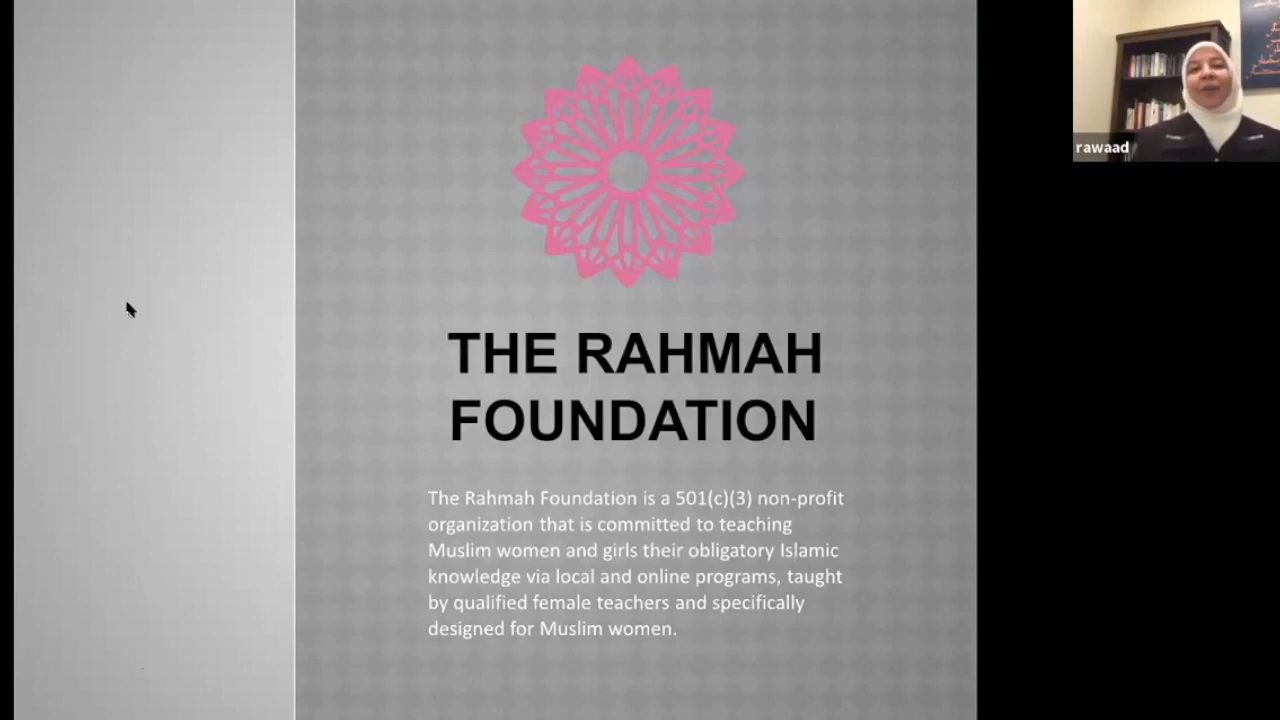 THE RAHMAH
FOUNDATION
The Rahmah Foundation is a 501(c)(3) non-profit
organization that is committed to teaching
Muslim women and girls their obligatory Islamic
knowledge via local and online programs, taught
by qualified female teachers and specifically
designed for Muslim women.
rawaad